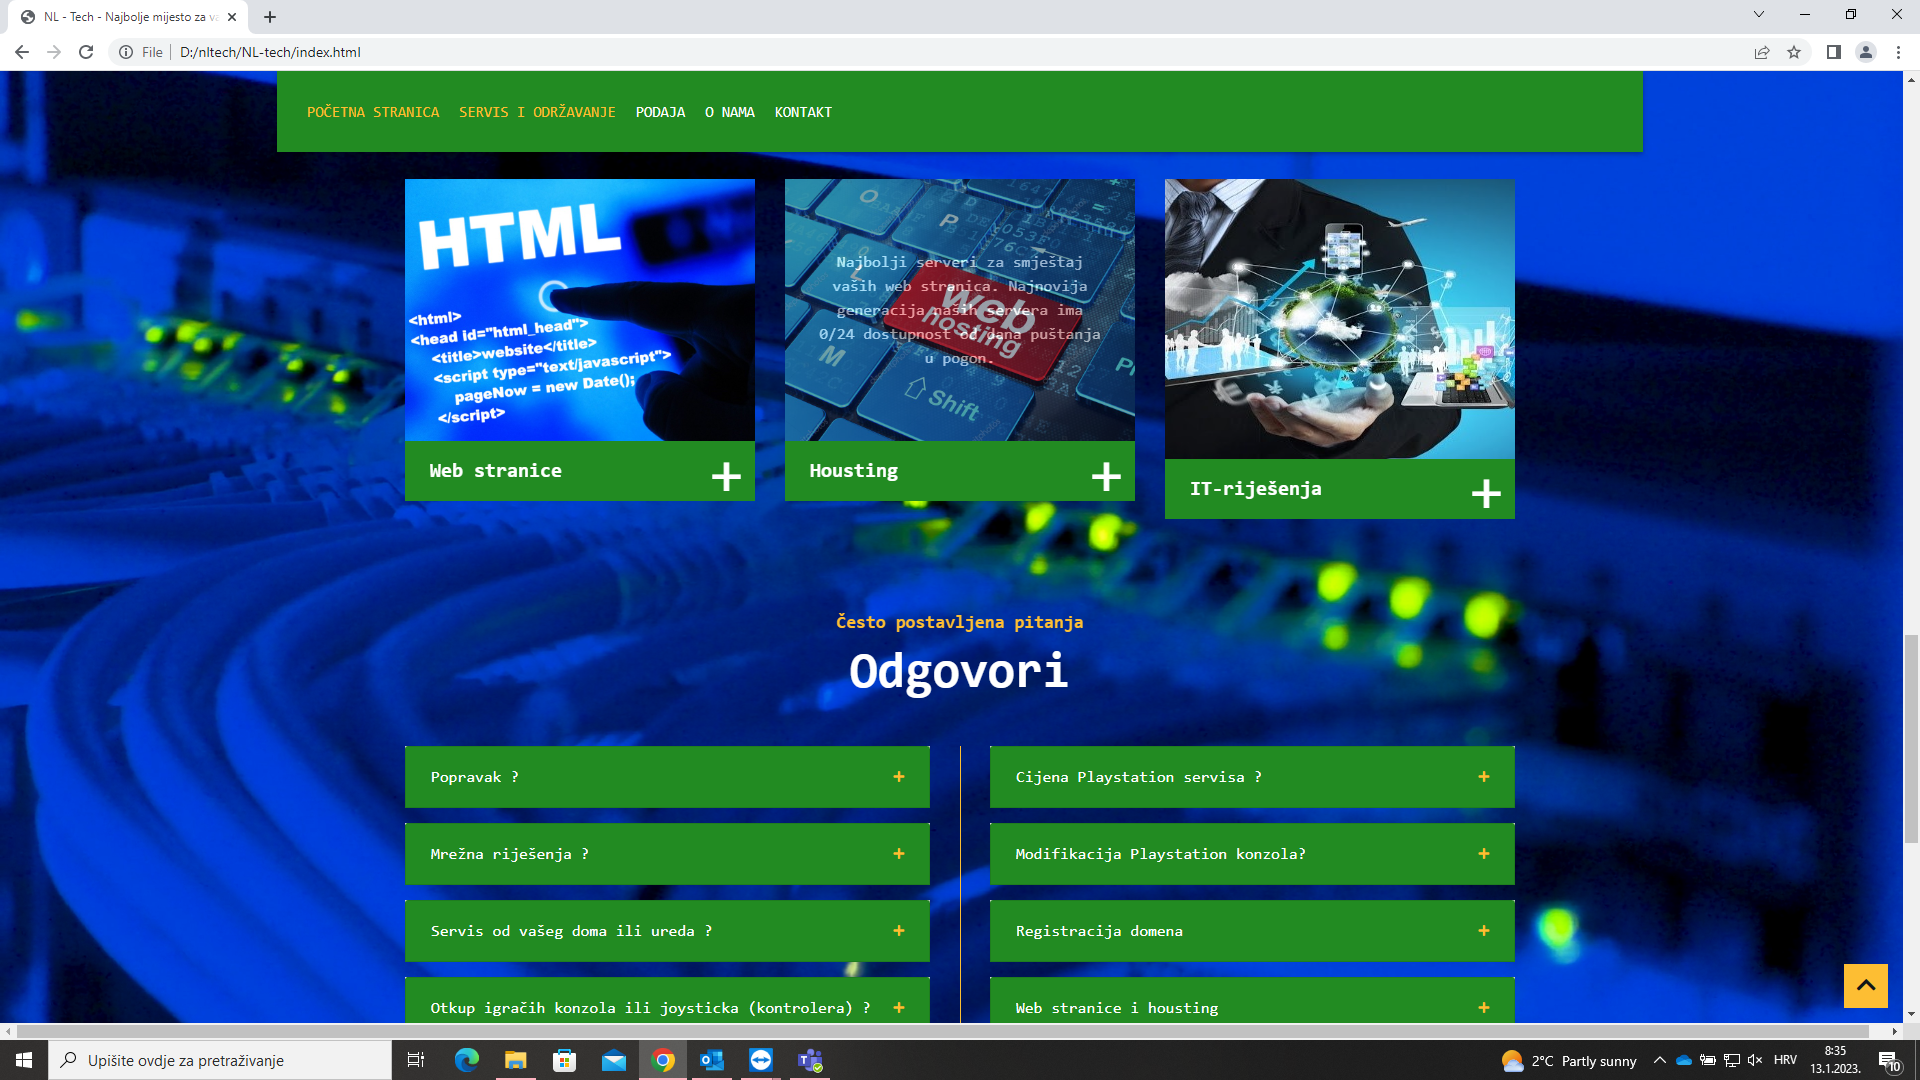 NL - Tech - Najbolje mijesto za va
File
D:/nltech/NL-tech/index.html
POČETNA STRANICA SERVIS I ODRŽAVANJE PODAJA O NAMA KONTAKT
HTML
<html>
<head id="html_head">
<title>website</title>
<script type="text/javascript">
pageNow = new Date();
</script>
Web stranice
Najbolji serveri za smještaj
vaših web stranica. Najnovija
generacija naših servera ima
0/24 dostupnost od dana puštanja
u pogon.
Web
hosting
Shift
Housting
IT-riješenja
Često postavljena pitanja
Odgovori
Popravak ?
Cijena Playstation servisa ?
Mrežna riješenja ?
Modifikacija Playstation konzola?
Servis od vašeg doma ili ureda ?
Registracija domena
Otkup igračih konzola ili joysticka (kontrolera) ?
Web stranice i housting
Upišite ovdje za pretraživanje
2°C Partly sunny
HRV
8:35
13.1.2023.
10